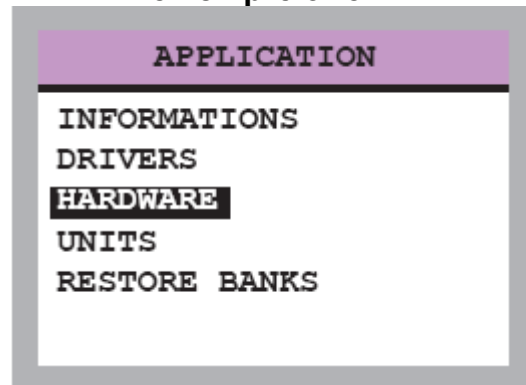 APPLICATION
INFORMATIONS
DRIVERS
HARDWARE
UNITS
RESTORE BANKS